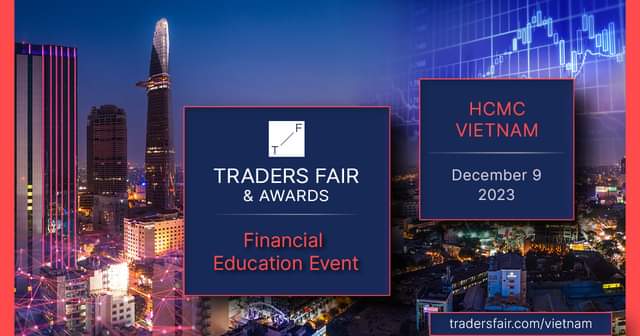 F
T
TRADERS FAIR
& AWARDS
Financial
Education Event
HCMC
VIETNAM
December 9
2023
tradersfair.com/vietnam